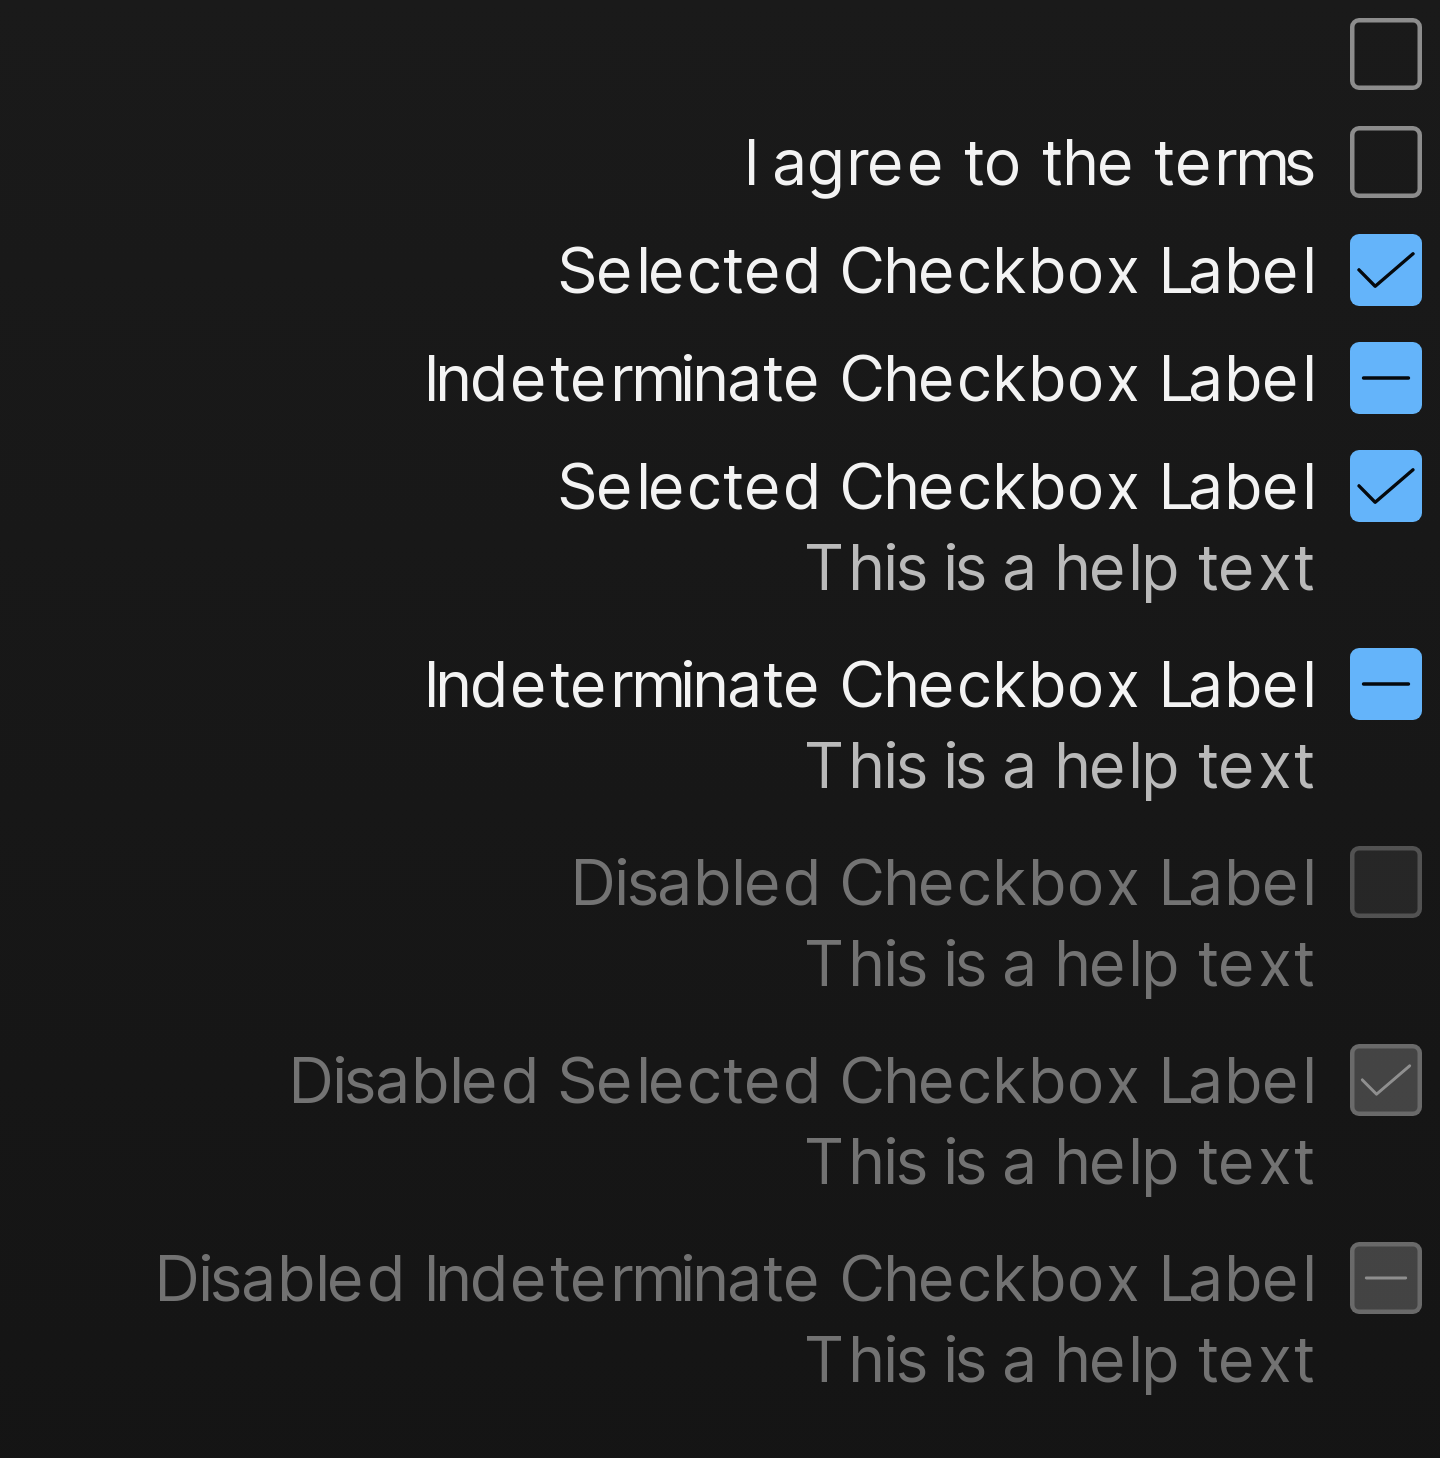 I agree to the terms
Selected Checkbox Label
Indeterminate Checkbox Label
Selected Checkbox Label
This is a help text
Indeterminate Checkbox Label
This is a help text
Disabled Checkbox Label
This is a help text
Disabled Selected Checkbox Label
This is a help text
Disabled Indeterminate Checkbox Label
This is a help text